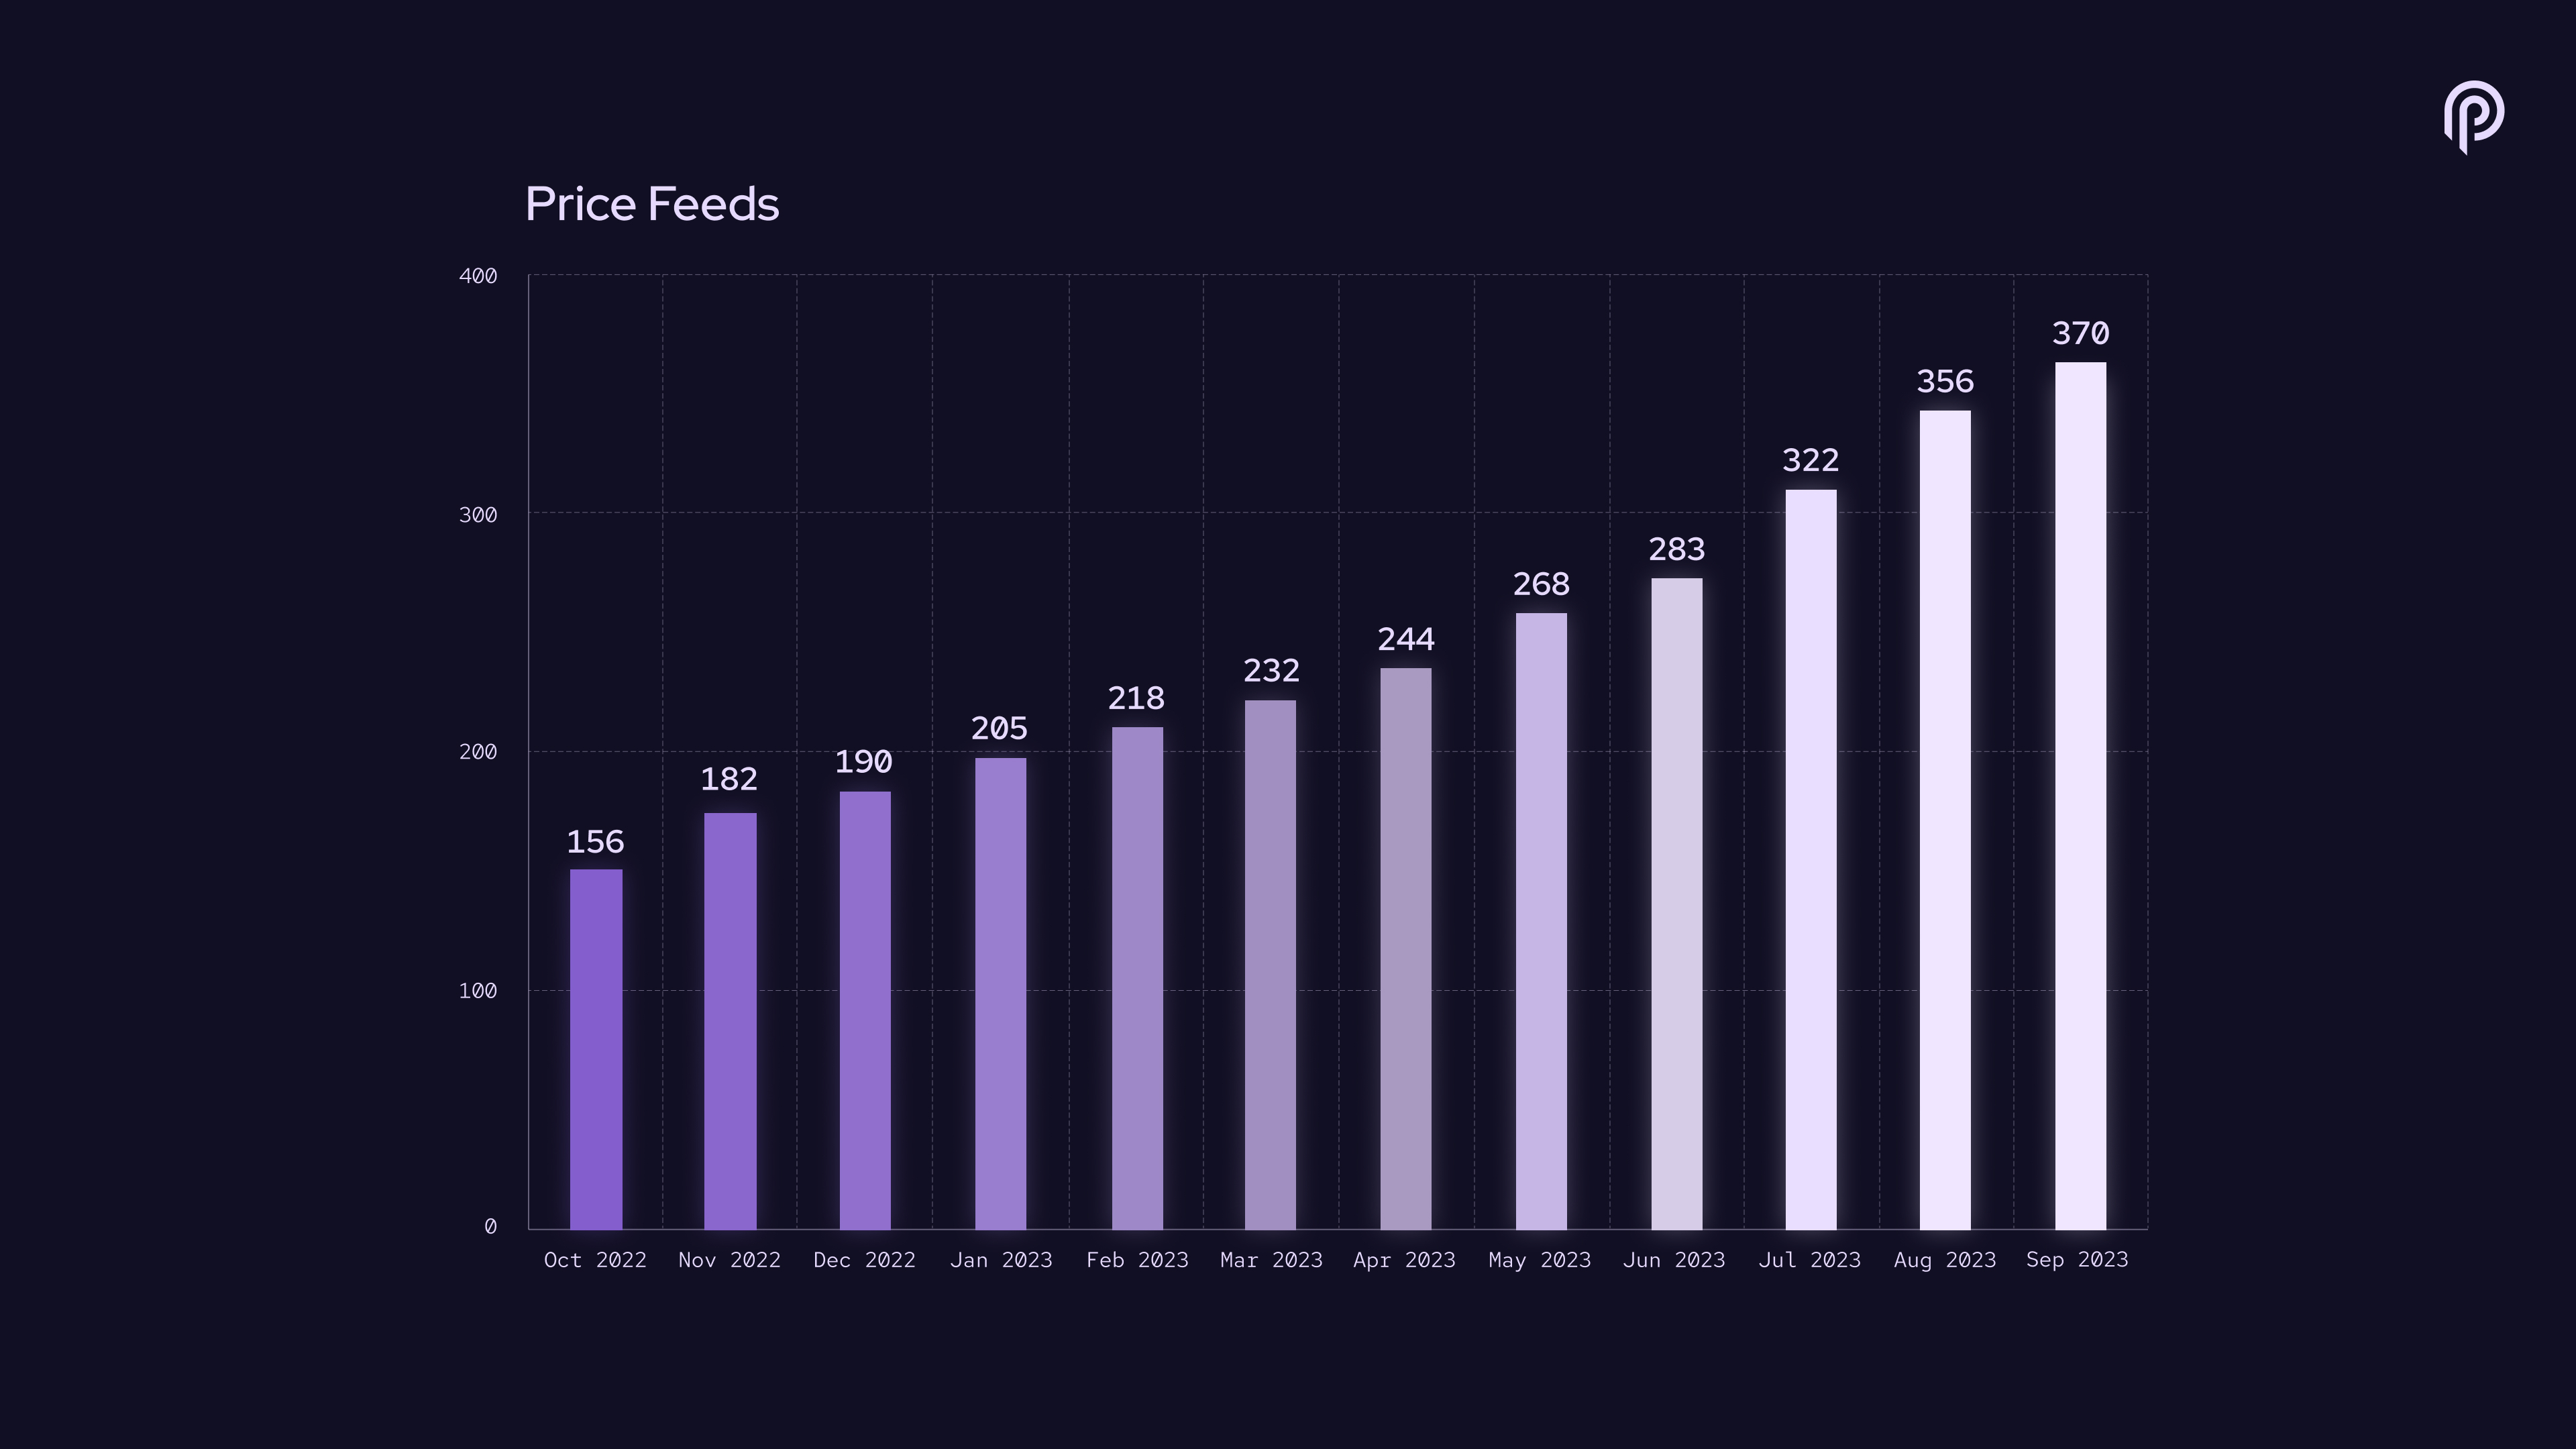 Price Feeds
400
300
200
100
0
156
182
190
205
218
232
244
268
283
322
356
370
Oct 2022
Nov 2022
Dec 2022
Jan 2023
Feb 2023
Mar 2023
Apr 2023
May 2023
Jun 2023
Jul 2023
Aug 2023
Sep 2023